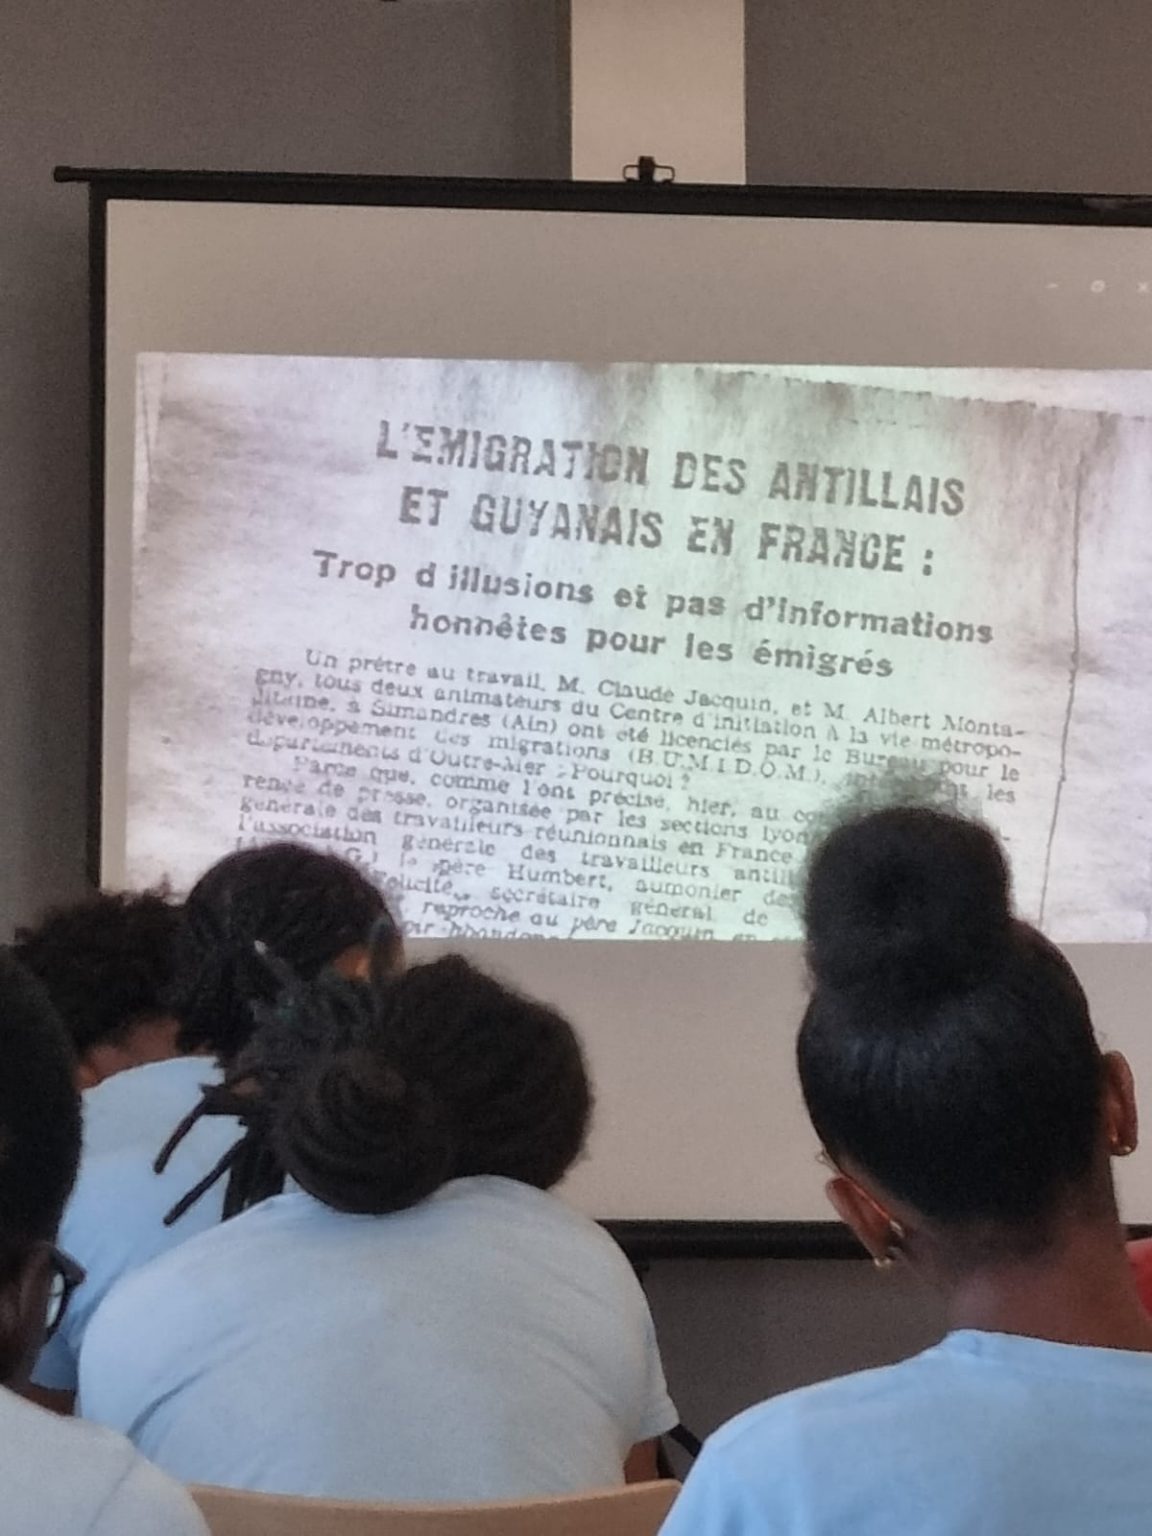 L'EMIGRATION DES ANTILLAIS
ET GUYANAIS EN FRANCE :
Trop d illusions et pas d'informations
honnêtes pour les émigrés
Un prêtre au travail, M. Claude Jacquin, et M. Albert Monta-
gny, tous deux animateurs du Centre d'initiation à la vie métropo-
litaine, à Simandres (Ain) ont été licenciés par le Bureau pour le
développement des migrations (B.U.M.I.D.O.M.), les
départements d'Outre-Mer : Pourquoi ?
Parce que, comme l'ont précisé, hier, au
rence de presse, organisée par les sections
générale des travailleurs réunionnais en France
l'association générale des travailleurs
le père Humbert, aumonier
secrétaire général de
reproche au père Jacquin